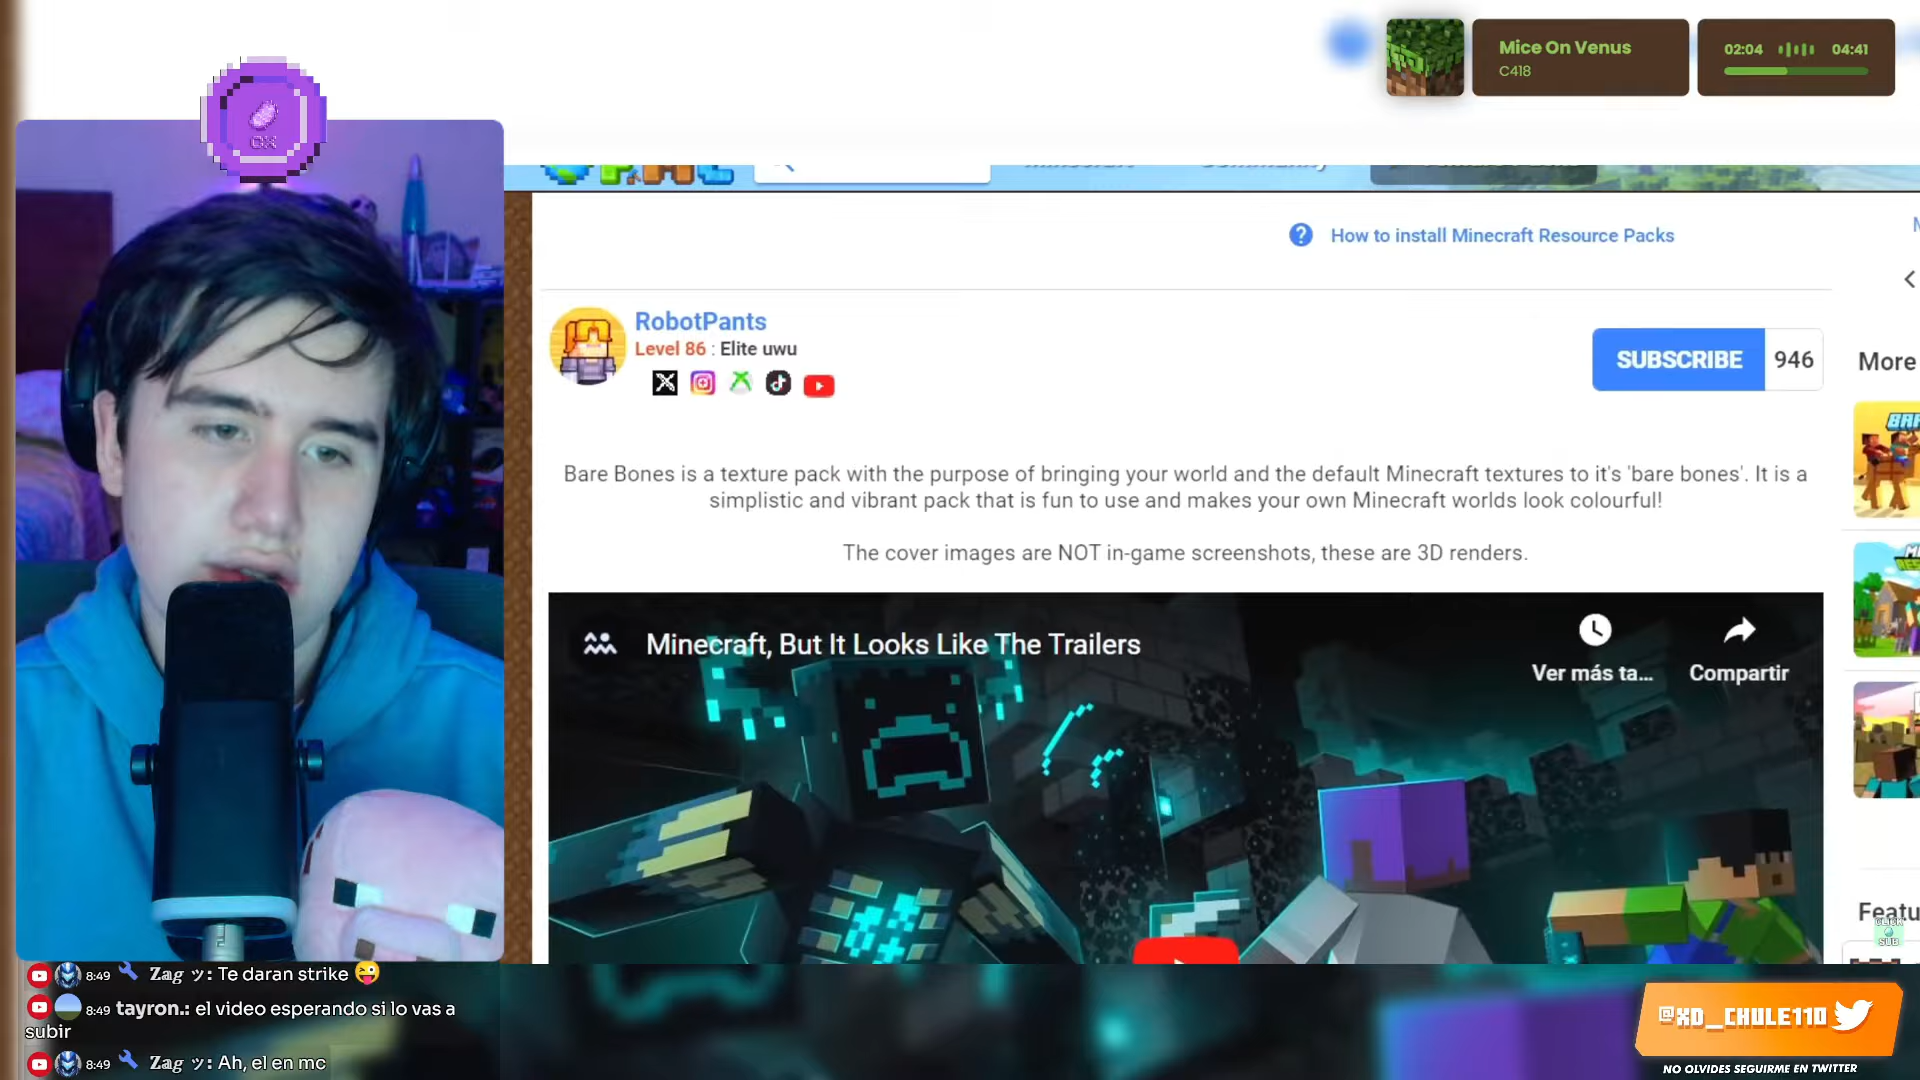 Mice On Venus
C418
02:04
04:41
OX
How to install Minecraft Resource Packs
RobotPants
Level 86 : Elite uwu
SUBSCRIBE 946
More
Bare Bones is a texture pack with the purpose of bringing your world and the default Minecraft textures to it's 'bare bones'. It is a
simplistic and vibrant pack that is fun to use and makes your own Minecraft worlds look colourful!
The cover images are NOT in-game screenshots, these are 3D renders.
Minecraft, But It Looks Like The Trailers
Ver más ta...
Compartir
Featu
CLICK
SUB
8:49 Zag ッ: Te daran strike 😜
8:49 tayron.: el video esperando si lo vas a
subir
8:49 Zag ッ: Ah, el en mc
@XD_CHULE110
NO OLVIDES SEGUIRME EN TWITTER